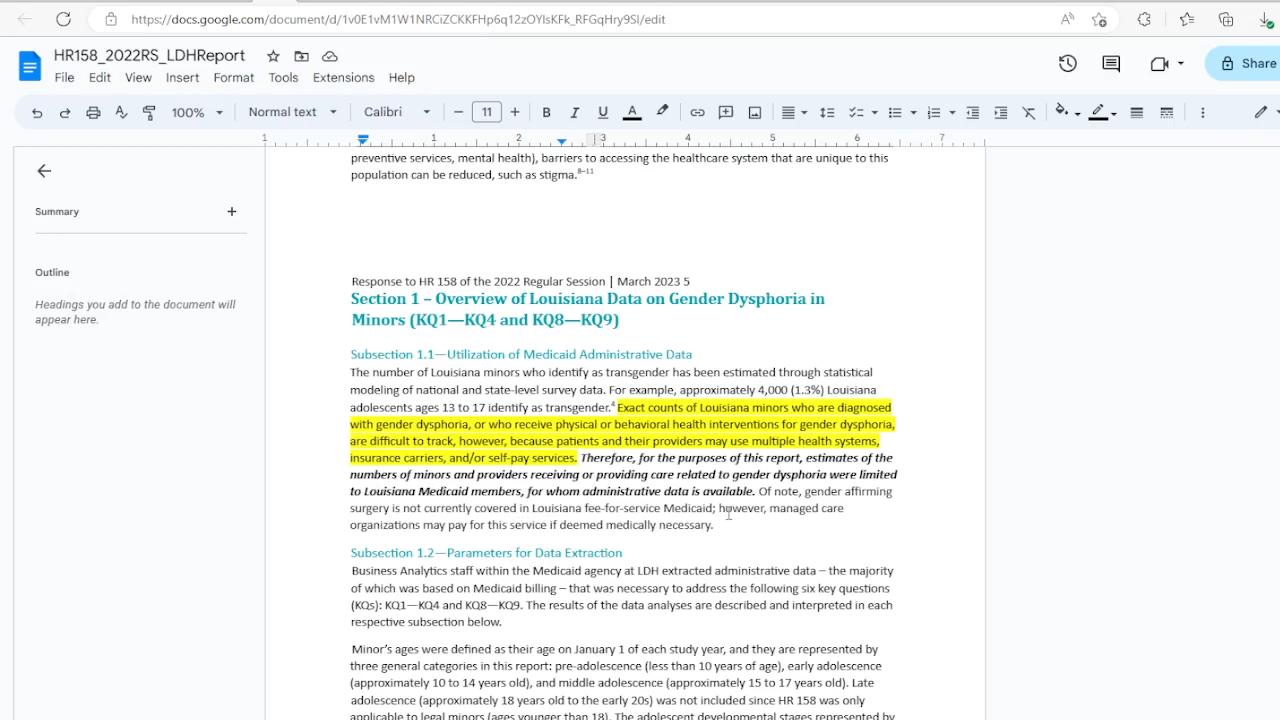 https://docs.google.com/document/d/1v0E1vM1W1NRCiZCKKFHp6q12zOYlsKFk_RFGqHry9SI/edit
HR158_2022RS_LDHReport
File Edit View Insert Format Tools Extensions Help
Share
100% Normal text Calibri 11
1 1 2 3 4 5 6 7
preventive services, mental health), barriers to accessing the healthcare system that are unique to this
population can be reduced, such as stigma.8–11
Summary
Outline
Headings you add to the document will
appear here.
Response to HR 158 of the 2022 Regular Session | March 2023 5
Section 1 – Overview of Louisiana Data on Gender Dysphoria in
Minors (KQ1—KQ4 and KQ8—KQ9)
Subsection 1.1—Utilization of Medicaid Administrative Data
The number of Louisiana minors who identify as transgender has been estimated through statistical
modeling of national and state-level survey data. For example, approximately 4,000 (1.3%) Louisiana
adolescents ages 13 to 17 identify as transgender.4 Exact counts of Louisiana minors who are diagnosed
with gender dysphoria, or who receive physical or behavioral health interventions for gender dysphoria,
are difficult to track, however, because patients and their providers may use multiple health systems,
insurance carriers, and/or self-pay services. Therefore, for the purposes of this report, estimates of the
numbers of minors and providers receiving or providing care related to gender dysphoria were limited
to Louisiana Medicaid members, for whom administrative data is available. Of note, gender affirming
surgery is not currently covered in Louisiana fee-for-service Medicaid; however, managed care
organizations may pay for this service if deemed medically necessary.
Subsection 1.2—Parameters for Data Extraction
Business Analytics staff within the Medicaid agency at LDH extracted administrative data – the majority
of which was based on Medicaid billing – that was necessary to address the following six key questions
(KQs): KQ1—KQ4 and KQ8—KQ9. The results of the data analyses are described and interpreted in each
respective subsection below.
Minor's ages were defined as their age on January 1 of each study year, and they are represented by
three general categories in this report: pre-adolescence (less than 10 years of age), early adolescence
(approximately 10 to 14 years old), and middle adolescence (approximately 15 to 17 years old). Late
adolescence (approximately 18 years old to the early 20s) was not included since HR 158 was only
applicable to legal minors (ages younger than 18). The adolescent developmental stages represented by